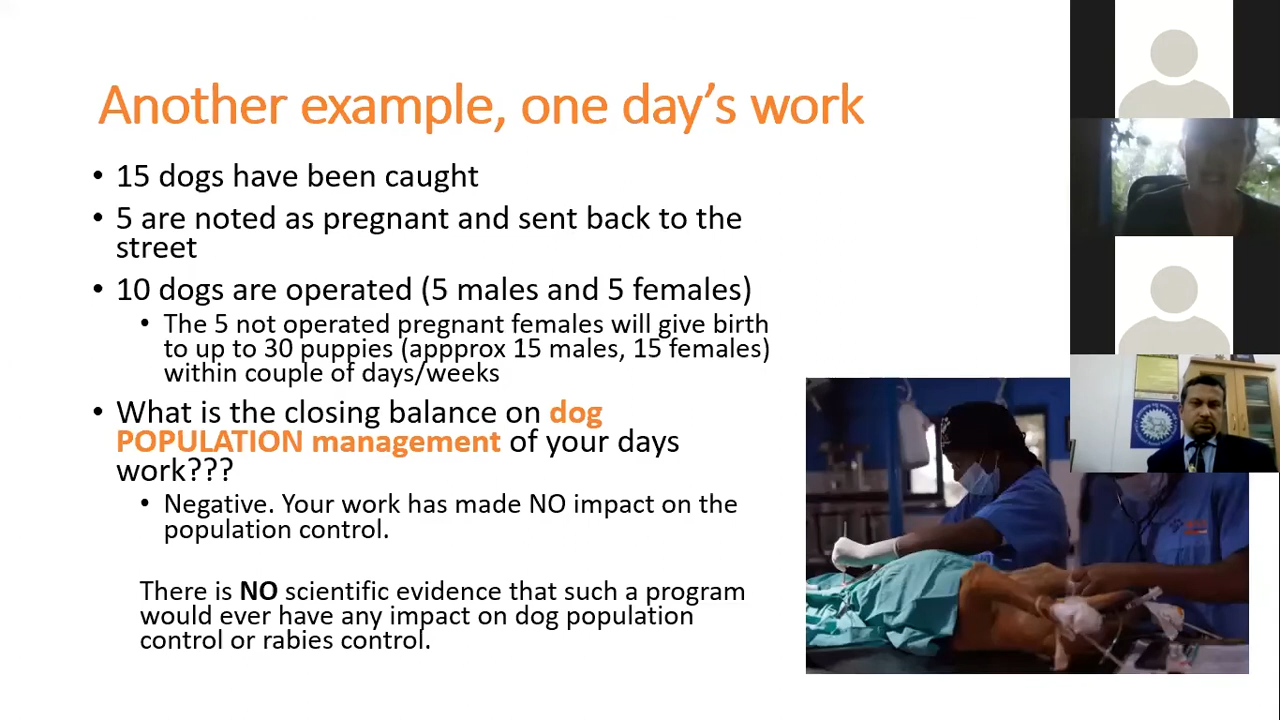 Another example, one day’s work
• 15 dogs have been caught
• 5 are noted as pregnant and sent back to the
street
• 10 dogs are operated (5 males and 5 females)
• The 5 not operated pregnant females will give birth
to up to 30 puppies (appprox 15 males, 15 females)
within couple of days/weeks
• What is the closing balance on dog
POPULATION management of your days
work???
• Negative. Your work has made NO impact on the
population control.
There is NO scientific evidence that such a program
would ever have any impact on dog population
control or rabies control.